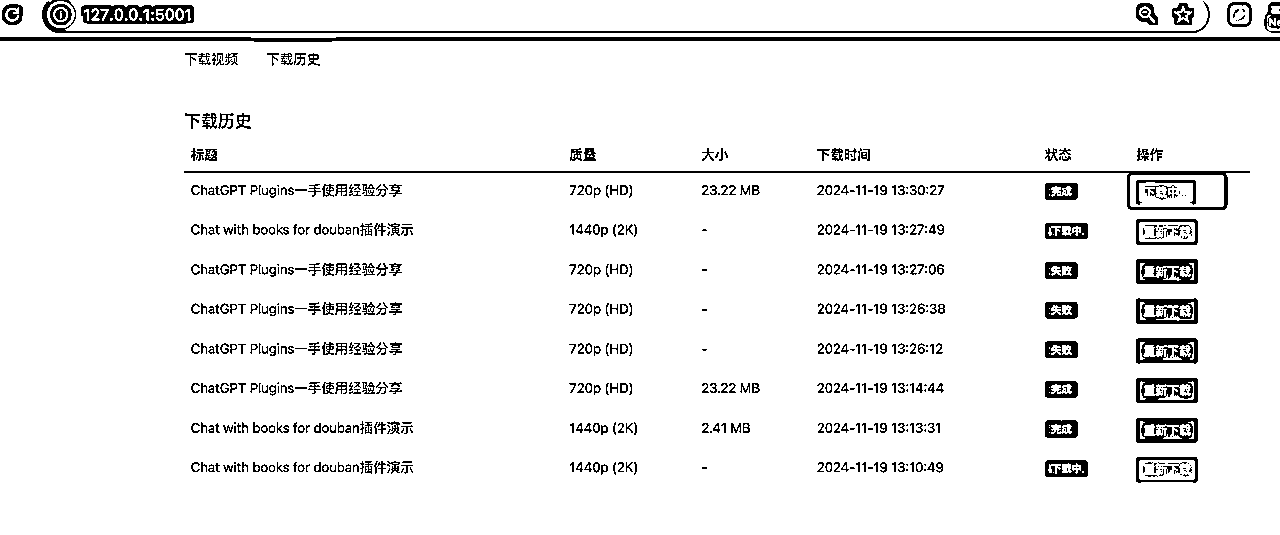 127.0.0.1:5001
下载视频 下载历史
下载历史
标题 质量 大小 下载时间 状态 操作
ChatGPT Plugins一手使用经验分享 720p (HD) 23.22 MB 2024-11-19 13:30:27 完成 下载中...
Chat with books for douban插件演示 1440p (2K) - 2024-11-19 13:27:49 下载中. 重新下载
ChatGPT Plugins一手使用经验分享 720p (HD) - 2024-11-19 13:27:06 失败 重新下载
ChatGPT Plugins一手使用经验分享 720p (HD) - 2024-11-19 13:26:38 失败 重新下载
ChatGPT Plugins一手使用经验分享 720p (HD) - 2024-11-19 13:26:12 失败 重新下载
ChatGPT Plugins一手使用经验分享 720p (HD) 23.22 MB 2024-11-19 13:14:44 完成 重新下载
Chat with books for douban插件演示 1440p (2K) 2.41 MB 2024-11-19 13:13:31 完成 重新下载
Chat with books for douban插件演示 1440p (2K) - 2024-11-19 13:10:49 下载中. 重新下载